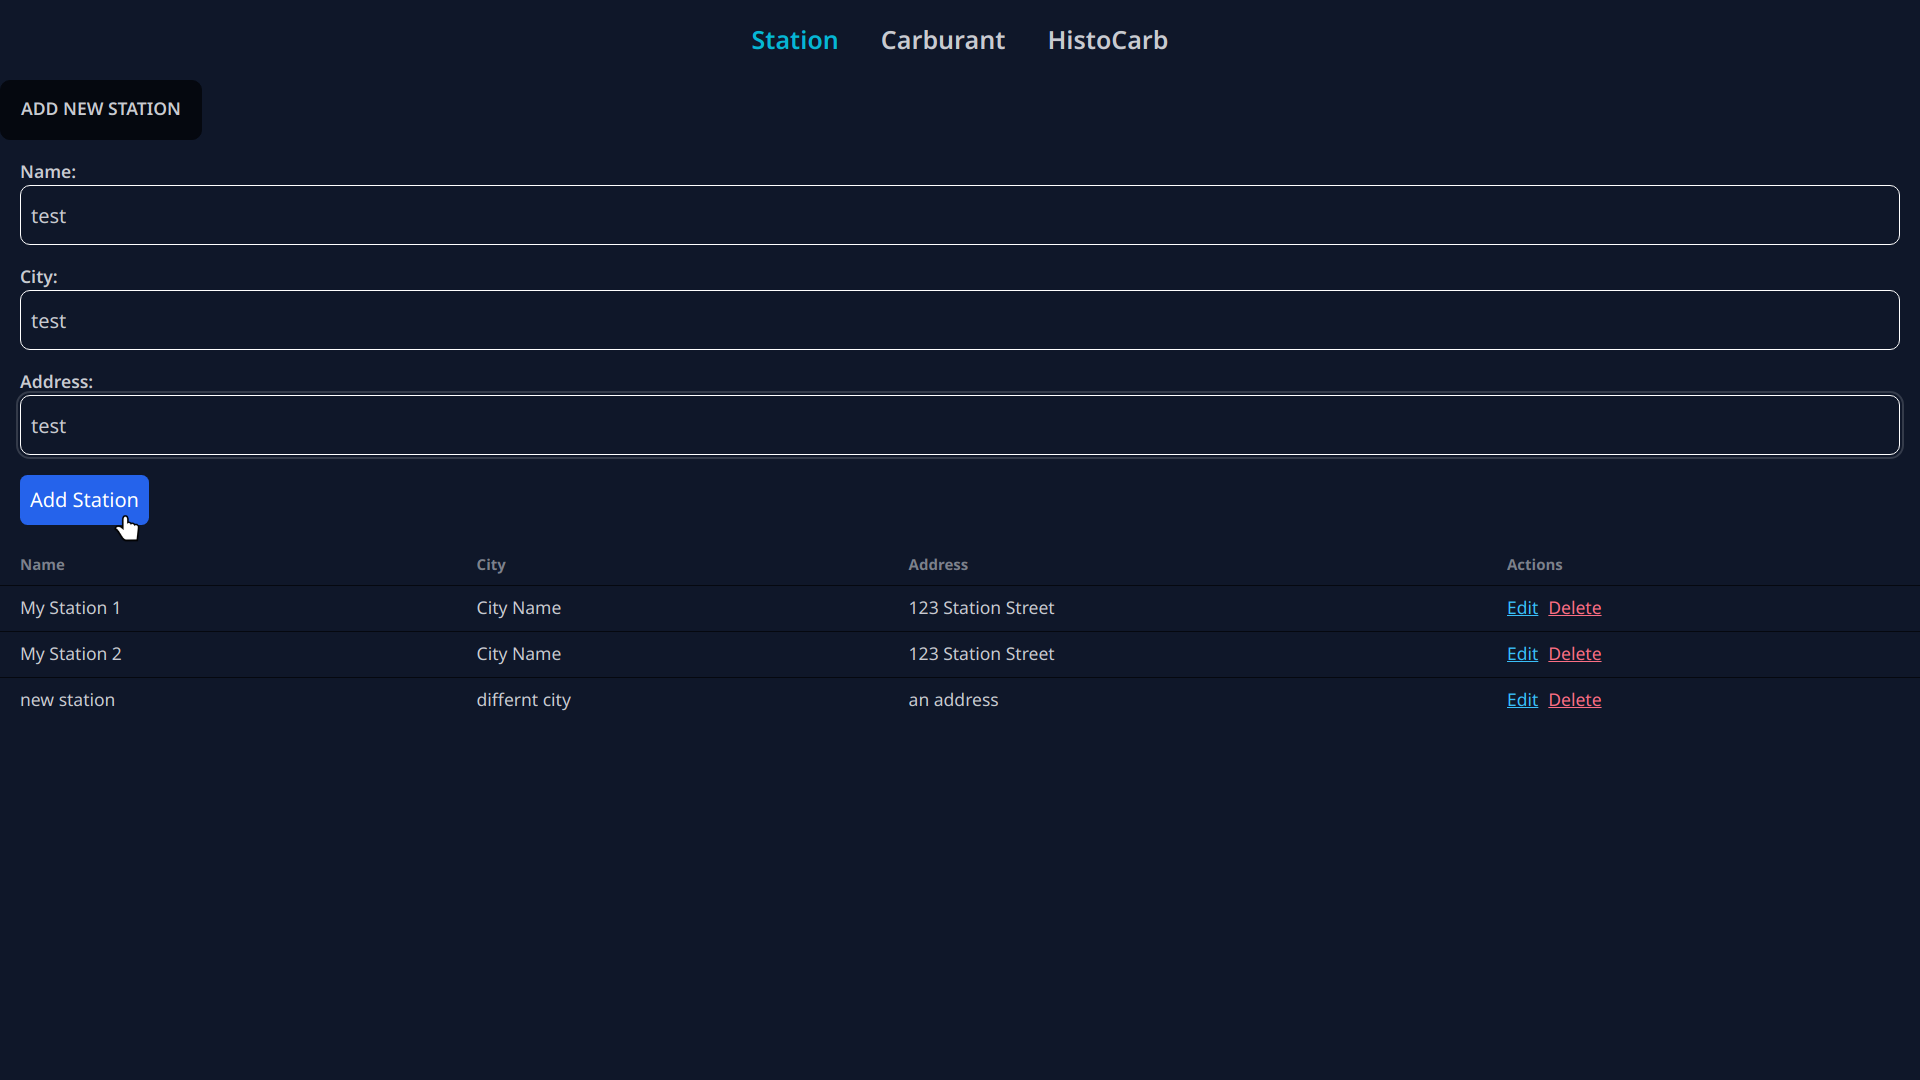 Station Carburant HistoCarb
ADD NEW STATION
Name:
test
City:
test
Address:
test
Add Station
Name City Address Actions
My Station 1 City Name 123 Station Street Edit Delete
My Station 2 City Name 123 Station Street Edit Delete
new station differnt city an address Edit Delete